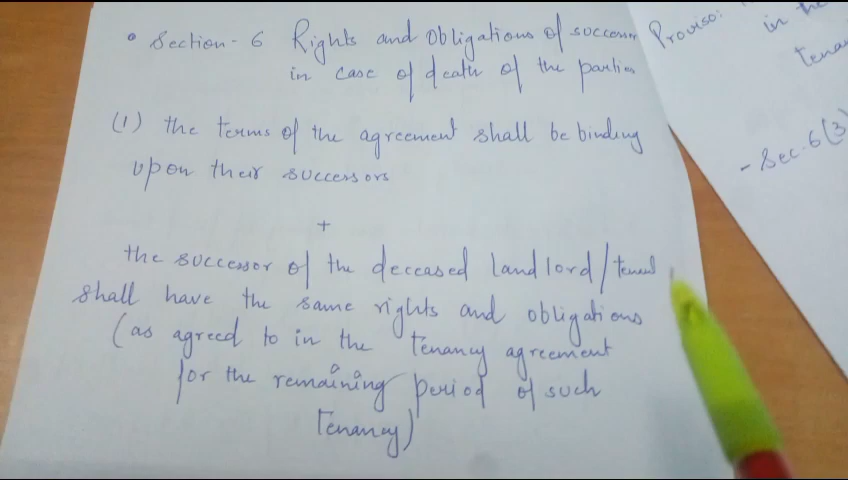 • Section - 6 Rights and Obligations of successor
in case of death of the parties
(1) the terms of the agreement shall be binding
upon their successors
+
the successor of the deceased landlord/tenant
shall have the same rights and obligations
(as agreed to in the tenancy agreement
for the remaining period of such
tenancy)
Proviso:
in the
- Sec. 6(3)